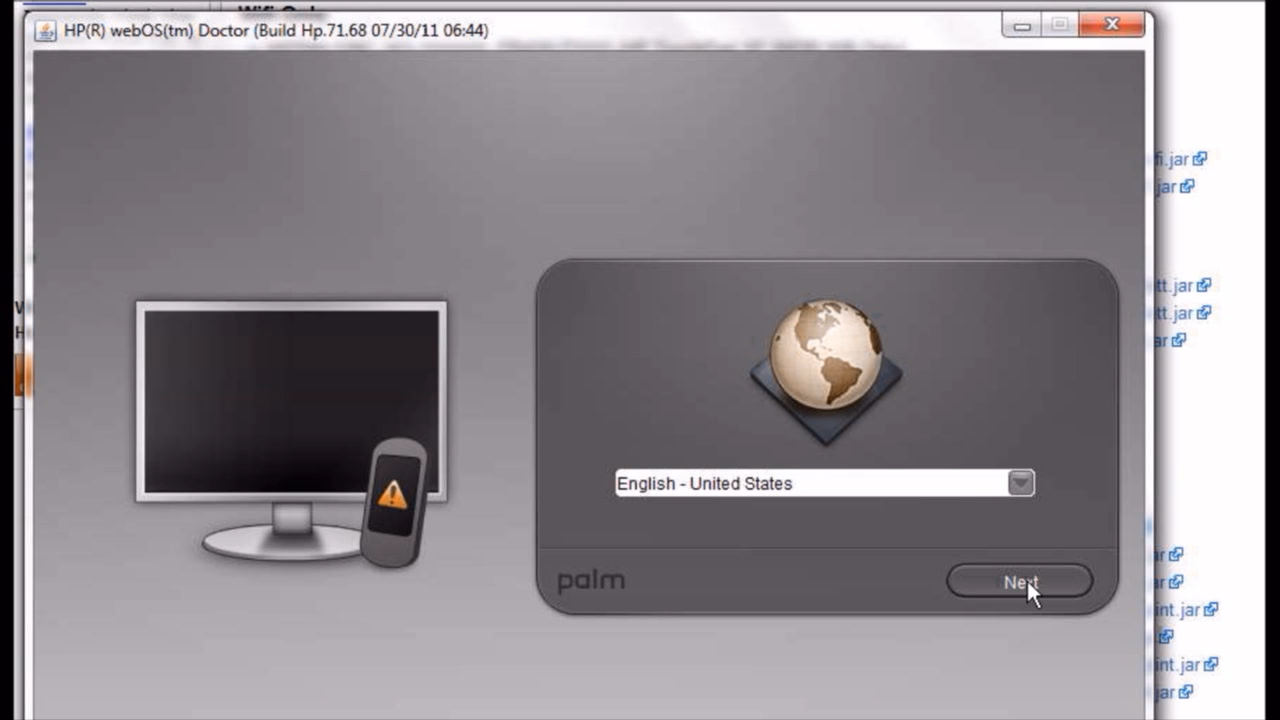 HP(R) webOS(tm) Doctor (Build Hp.71.68 07/30/11 06:44)
fi.jar
.jar
tt.jar
tt.jar
ar
English - United States
ar
palm
Next
ar
int.jar
int.jar
jar